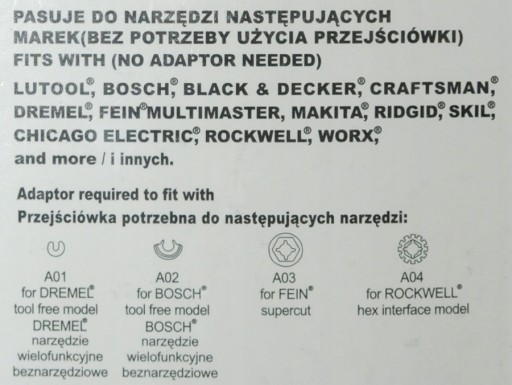 PASUJE DO NARZĘDZI NASTĘPUJĄCYCH
MAREK(BEZ POTRZEBY UŻYCIA PRZEJŚCIÓWKI)
FITS WITH (NO ADAPTOR NEEDED)
LUTOOL®, BOSCH®, BLACK & DECKER®, CRAFTSMAN®,
DREMEL®, FEIN®MULTIMASTER, MAKITA®, RIDGID®, SKIL®,
CHICAGO ELECTRIC®, ROCKWELL®, WORX®,
and more / i innych.
Adaptor required to fit with
Przejściówka potrzebna do następujących narzędzi:
A01
for DREMEL®
tool free model
DREMEL®
narzędzie
wielofunkcyjne
beznarzędziowe
A02
for BOSCH®
tool free model
BOSCH®
narzędzie
wielofunkcyjne
beznarzędziowe
A03
for FEIN®
supercut
A04
for ROCKWELL®
hex interface model